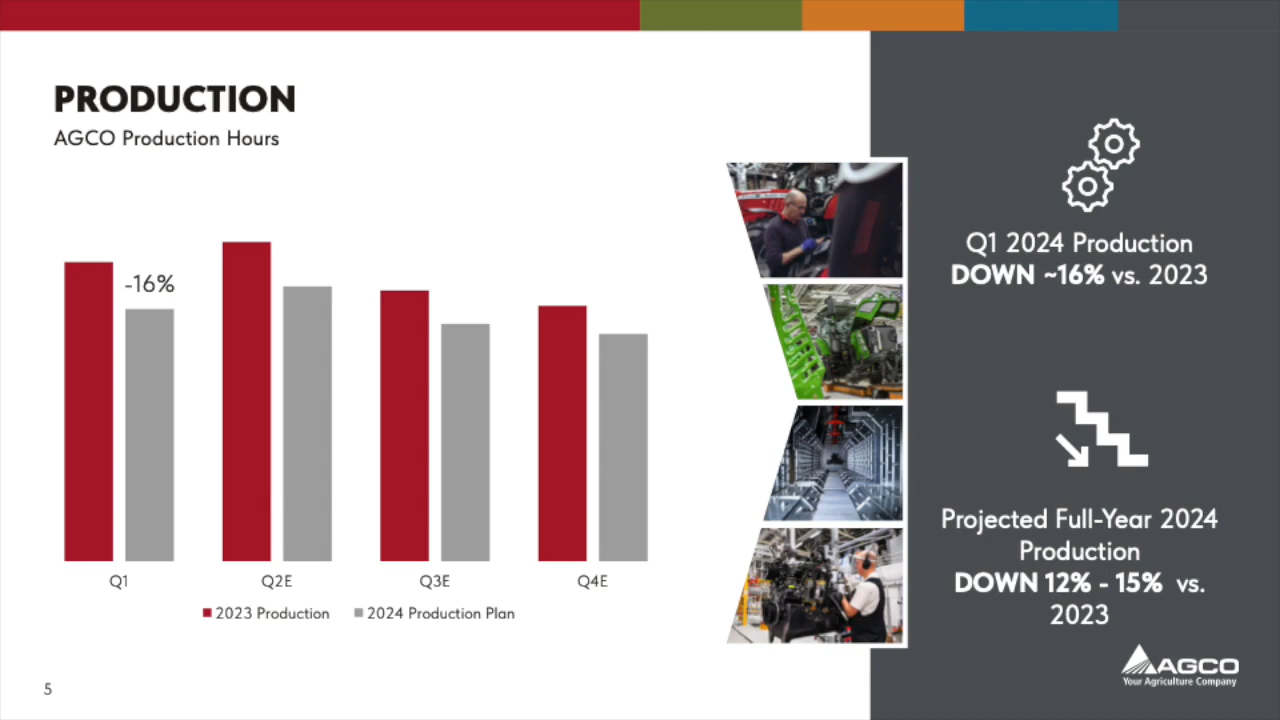 PRODUCTION
AGCO Production Hours
-16%
Q1
Q2E
Q3E
Q4E
2023 Production
2024 Production Plan
Q1 2024 Production
DOWN ~16% vs. 2023
Projected Full-Year 2024
Production
DOWN 12% - 15% vs.
2023
AGCO
Your Agriculture Company
5